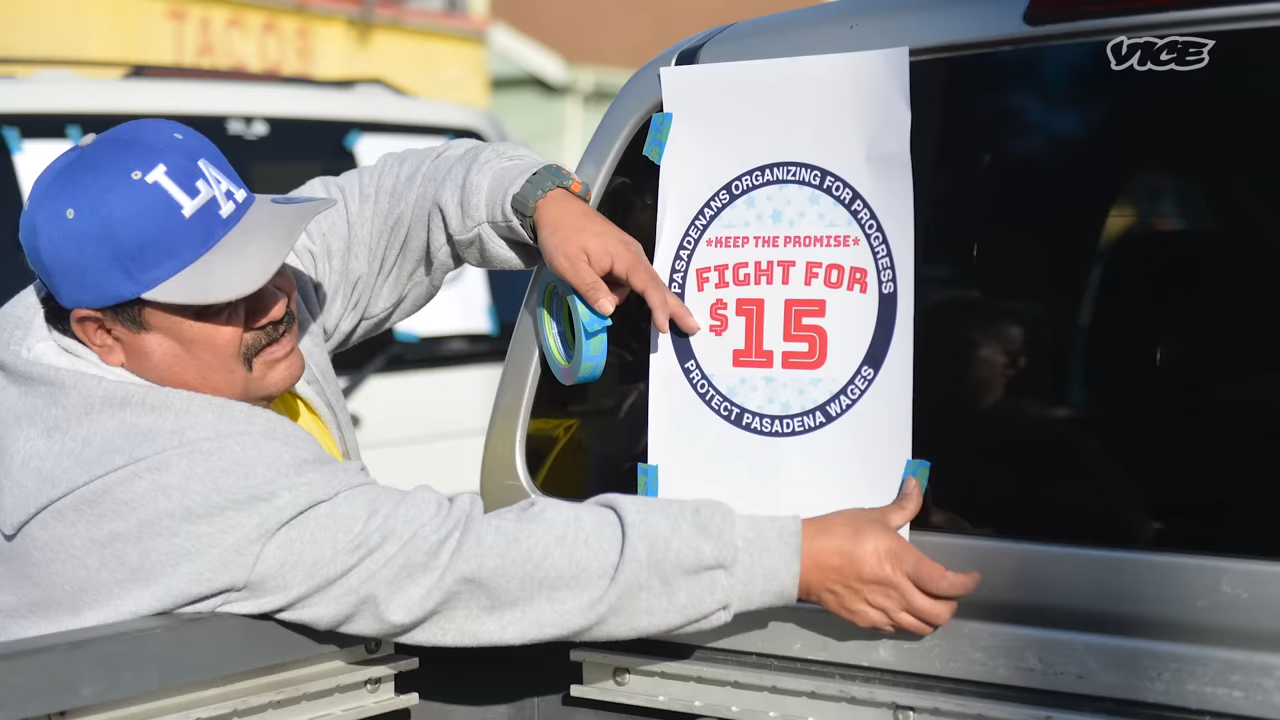 TACOS
VICE
LA
PASADENANS ORGANIZING FOR PROGRESS
*KEEP THE PROMISE*
FIGHT FOR
$15
PROTECT PASADENA WAGES